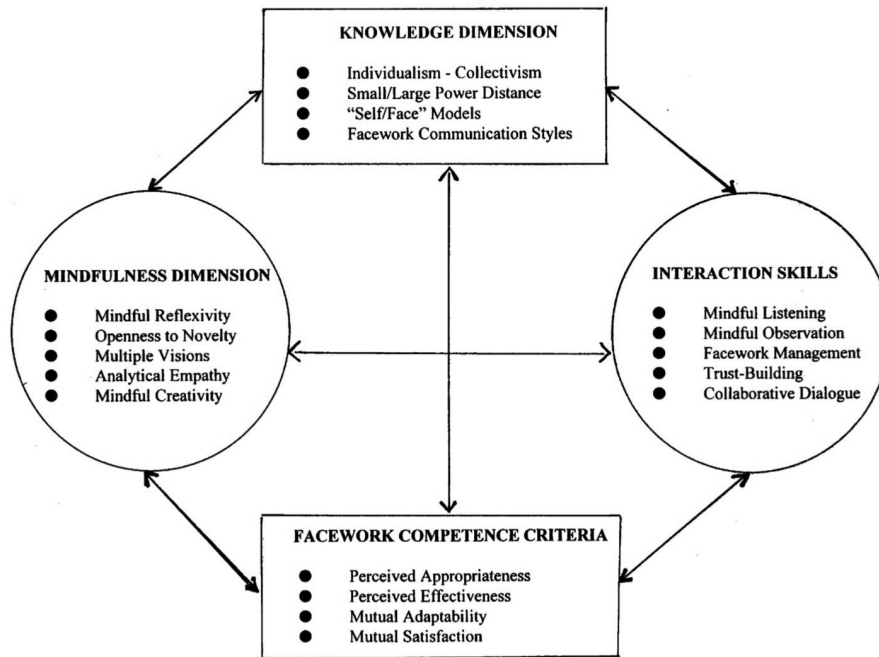 KNOWLEDGE DIMENSION
● Individualism - Collectivism
● Small/Large Power Distance
● “Self/Face” Models
● Facework Communication Styles
MINDFULNESS DIMENSION
● Mindful Reflexivity
● Openness to Novelty
● Multiple Visions
● Analytical Empathy
● Mindful Creativity
INTERACTION SKILLS
● Mindful Listening
● Mindful Observation
● Facework Management
● Trust-Building
● Collaborative Dialogue
FACEWORK COMPETENCE CRITERIA
● Perceived Appropriateness
● Perceived Effectiveness
● Mutual Adaptability
● Mutual Satisfaction